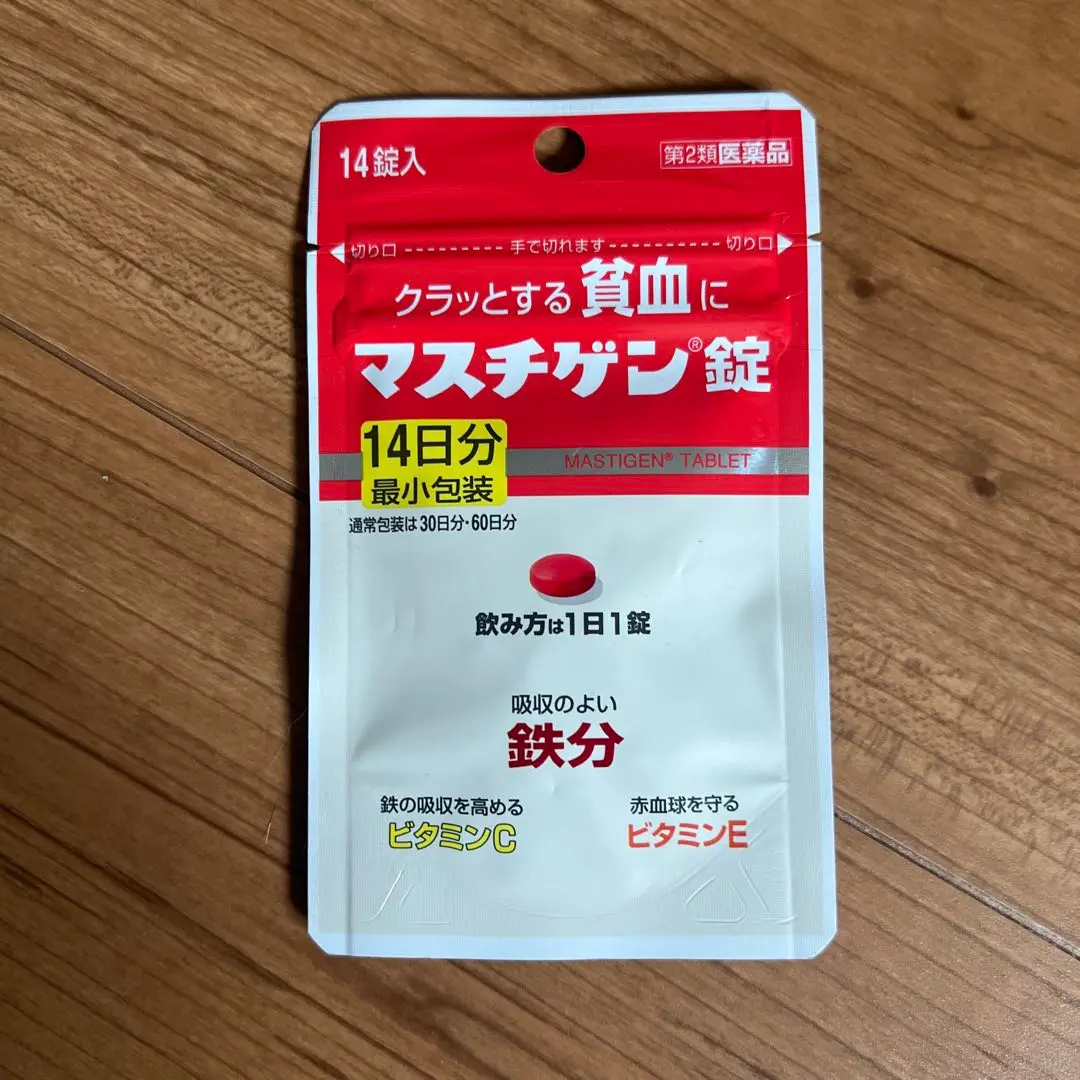 14錠入
第2類医薬品
切り口 手で切れます 切り口
クラッとする貧血に
マスチゲン®錠
14日分
最小包装
MASTIGEN® TABLET
通常包装は30日分・60日分
飲み方は1日1錠
吸収のよい
鉄分
鉄の吸収を高める
ビタミンC
赤血球を守る
ビタミンE